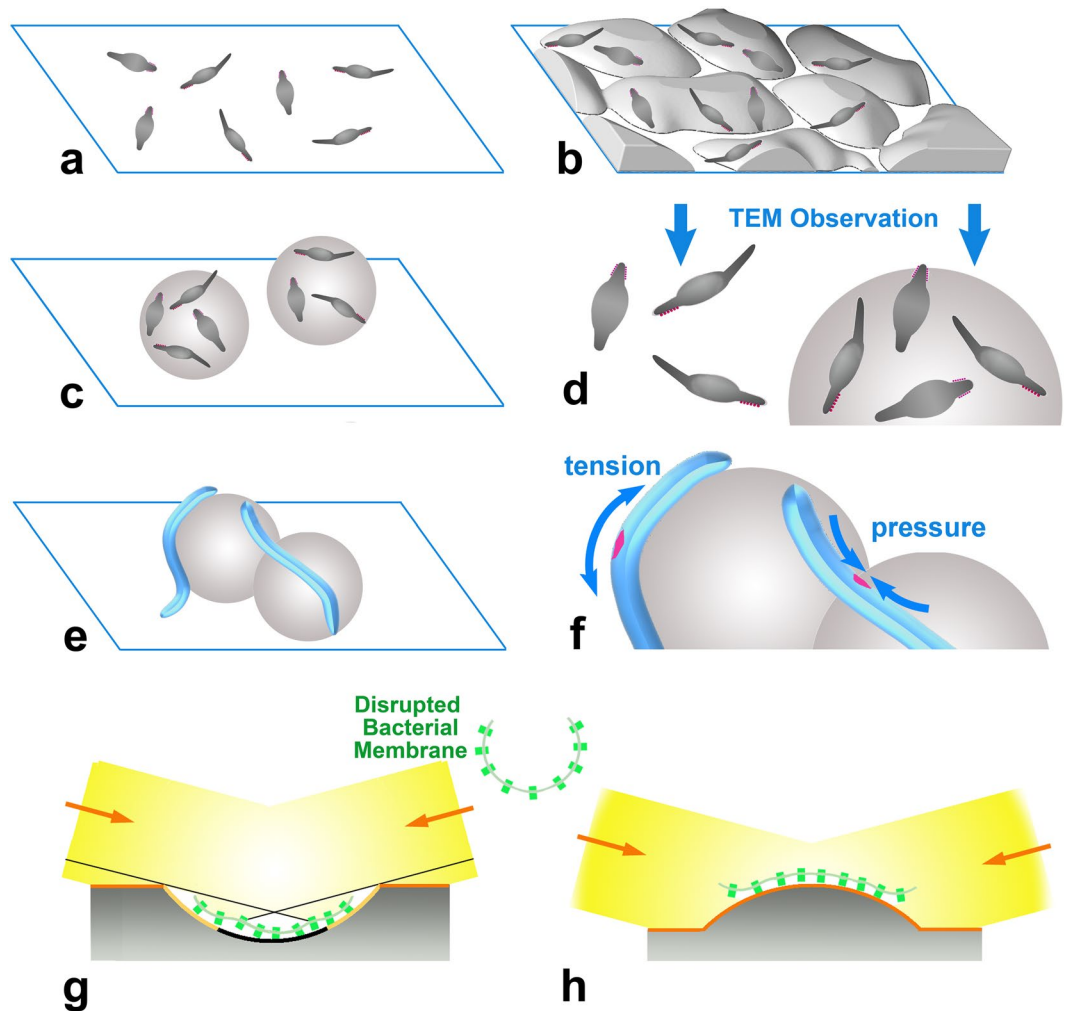 a
b
TEM Observation
c
d
tension
pressure
e
f
Disrupted
Bacterial
Membrane
g
h